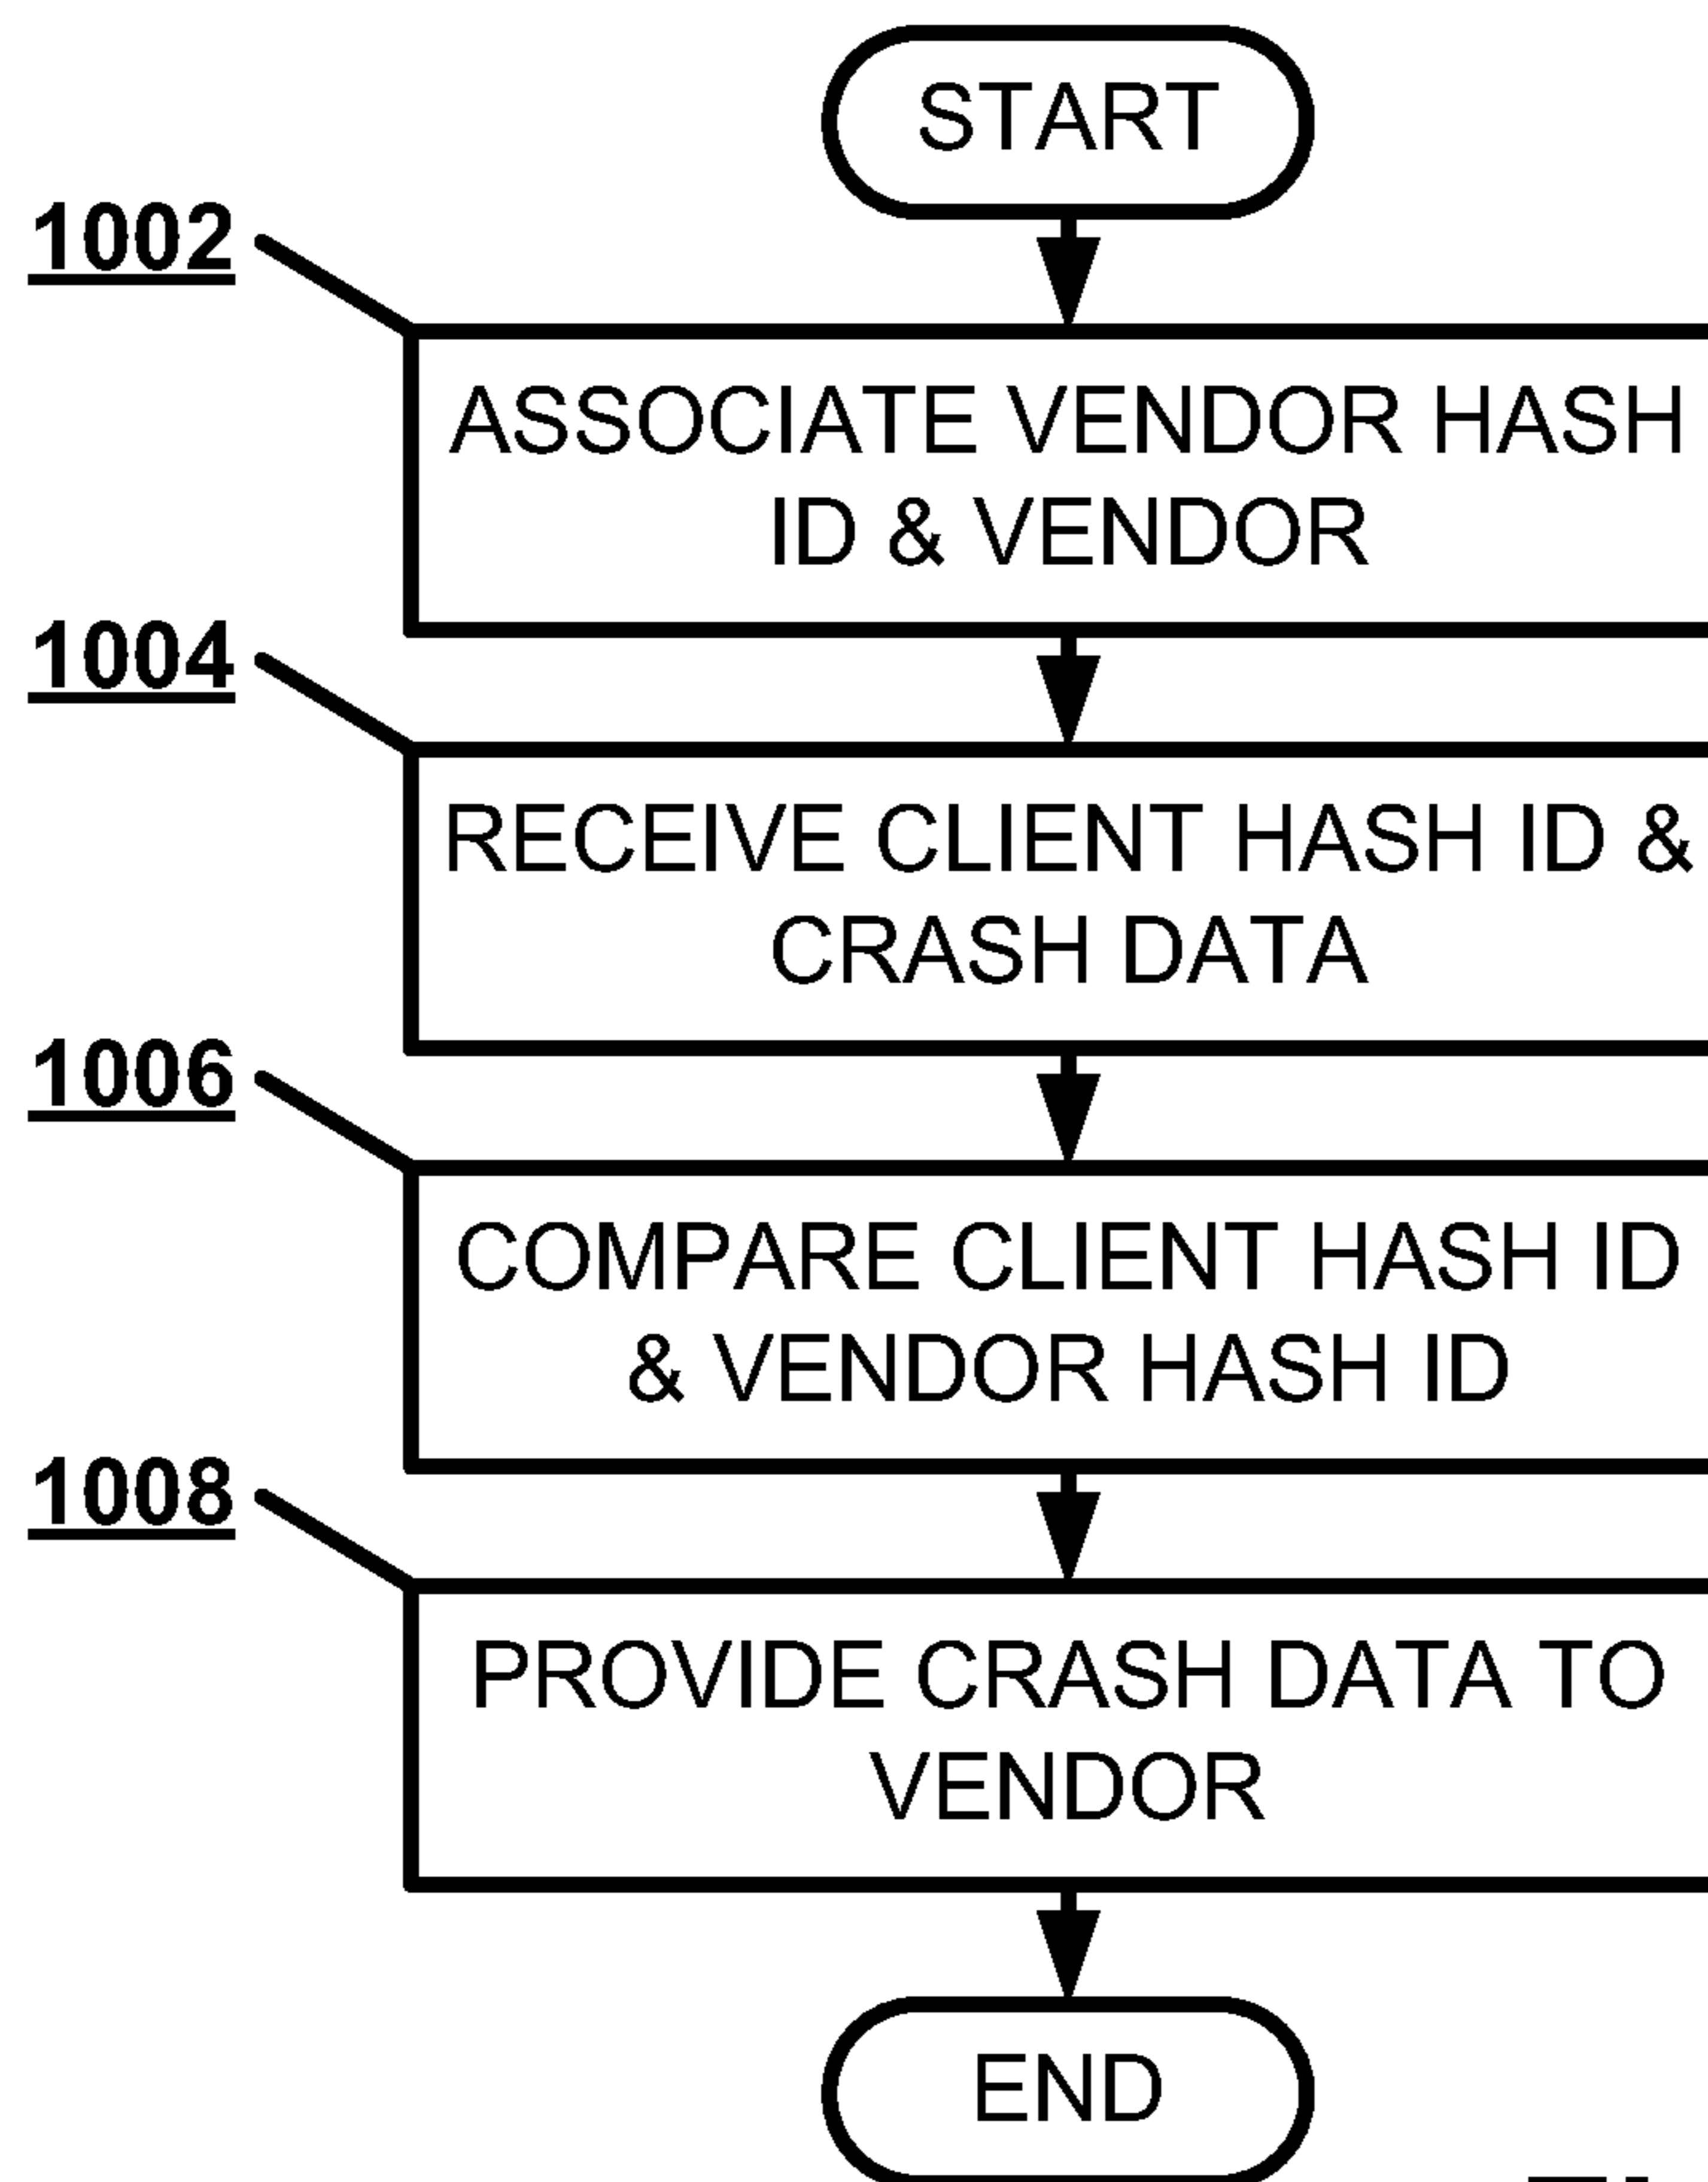 START
1002
ASSOCIATE VENDOR HASH
ID & VENDOR
1004
RECEIVE CLIENT HASH ID &
CRASH DATA
1006
COMPARE CLIENT HASH ID
& VENDOR HASH ID
1008
PROVIDE CRASH DATA TO
VENDOR
END